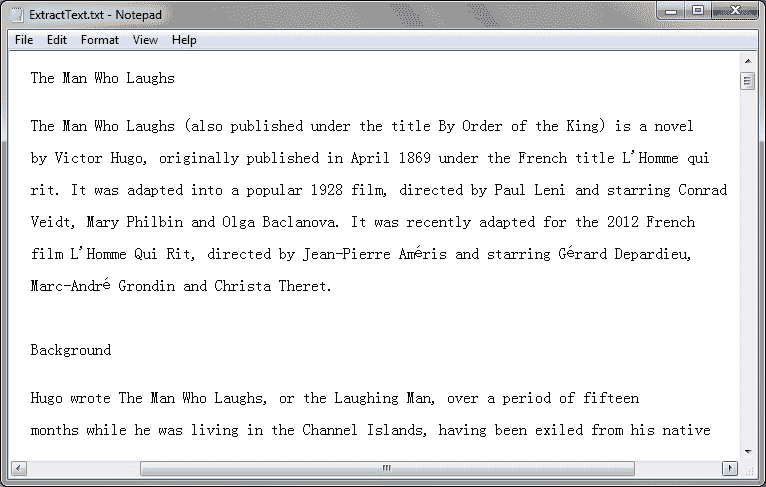 ExtractText.txt - Notepad
File Edit Format View Help
The Man Who Laughs
The Man Who Laughs (also published under the title By Order of the King) is a novel
by Victor Hugo, originally published in April 1869 under the French title L'Homme qui
rit. It was adapted into a popular 1928 film, directed by Paul Leni and starring Conrad
Veidt, Mary Philbin and Olga Baclanova. It was recently adapted for the 2012 French
film L'Homme Qui Rit, directed by Jean-Pierre Améris and starring Gérard Depardieu,
Marc-André Grondin and Christa Theret.
Background
Hugo wrote The Man Who Laughs, or the Laughing Man, over a period of fifteen
months while he was living in the Channel Islands, having been exiled from his native